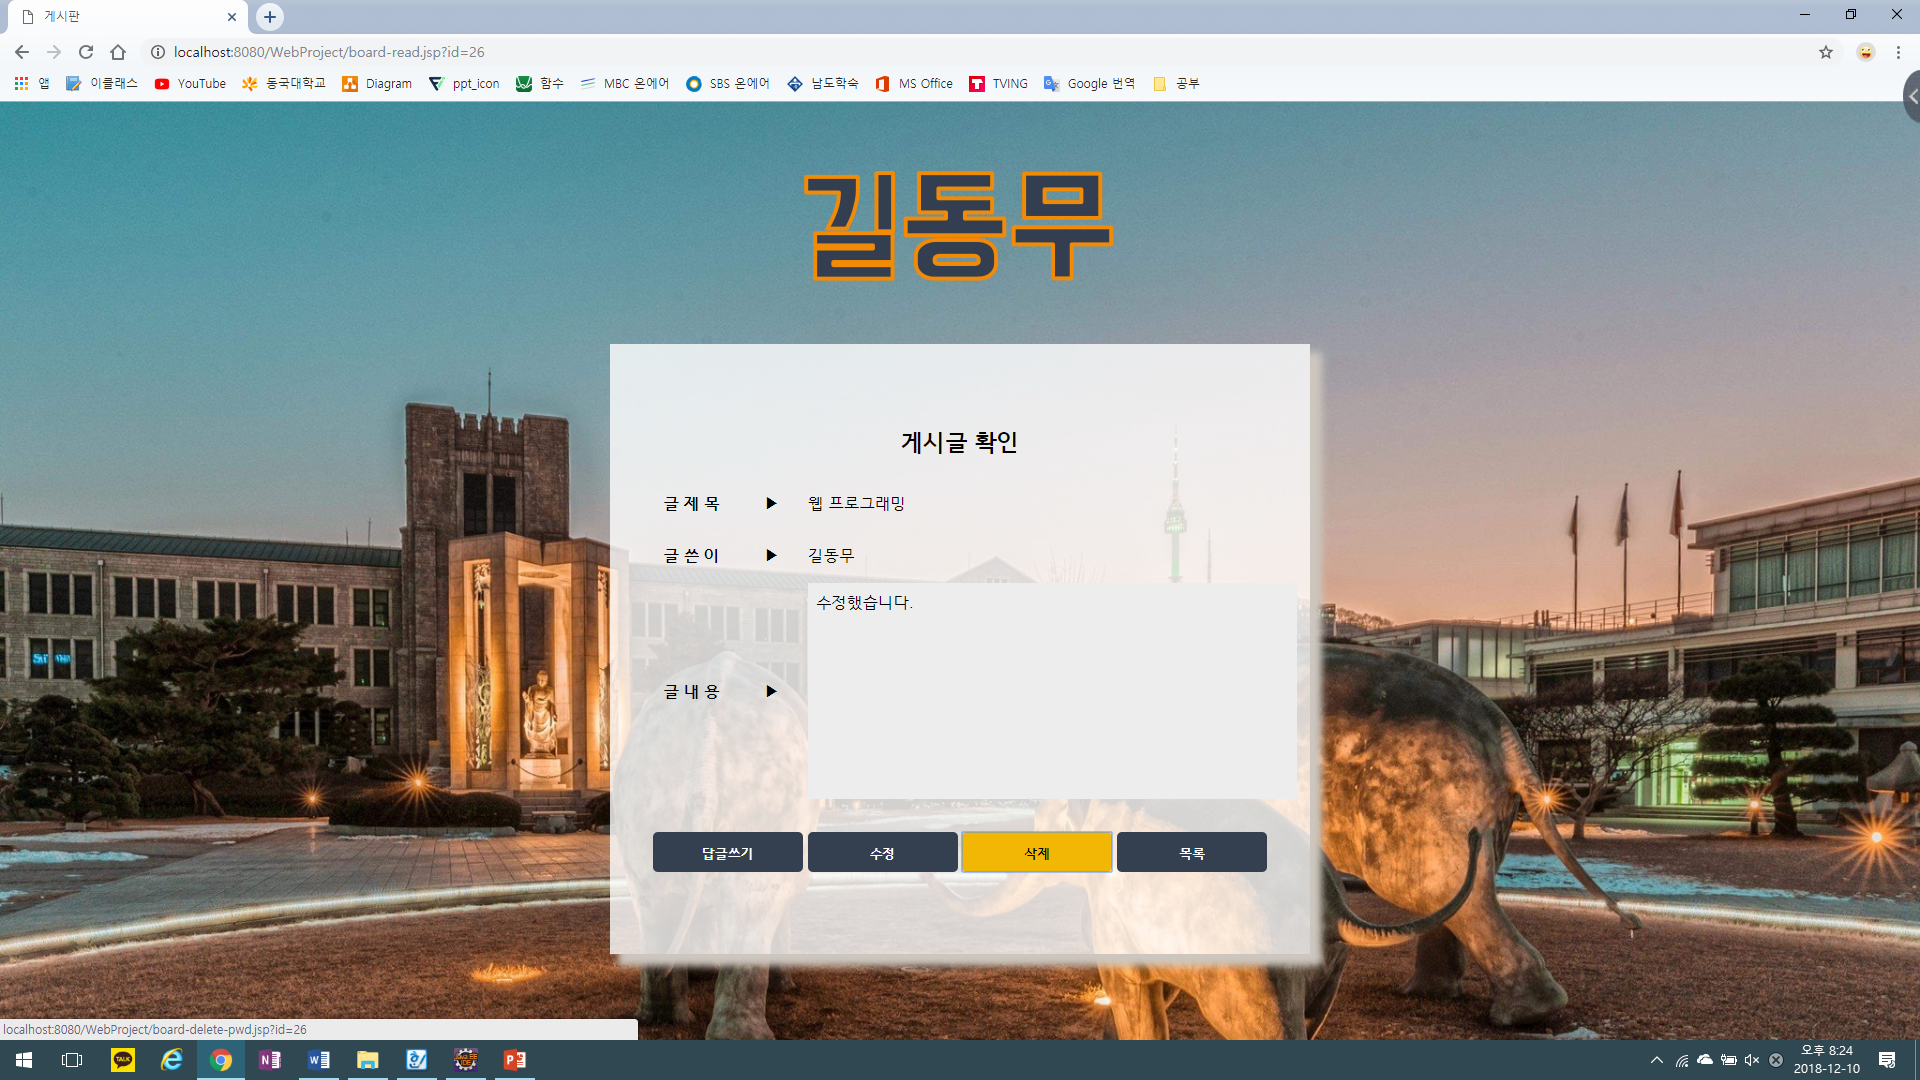 게시판
localhost:8080/WebProject/board-read.jsp?id=26
앱 이클래스 YouTube 동국대학교 Diagram ppt_icon 함수 MBC 온에어 SBS 온에어 남도학숙 MS Office TVING Google 번역 공부
길동무
게시글 확인
글 제 목 ▶ 웹 프로그래밍
글 쓴 이 ▶ 길동무
수정했습니다.
글 내 용 ▶
답글쓰기 수정 삭제 목록
localhost:8080/WebProject/board-delete-pwd.jsp?id=26
오후 8:24
2018-12-10